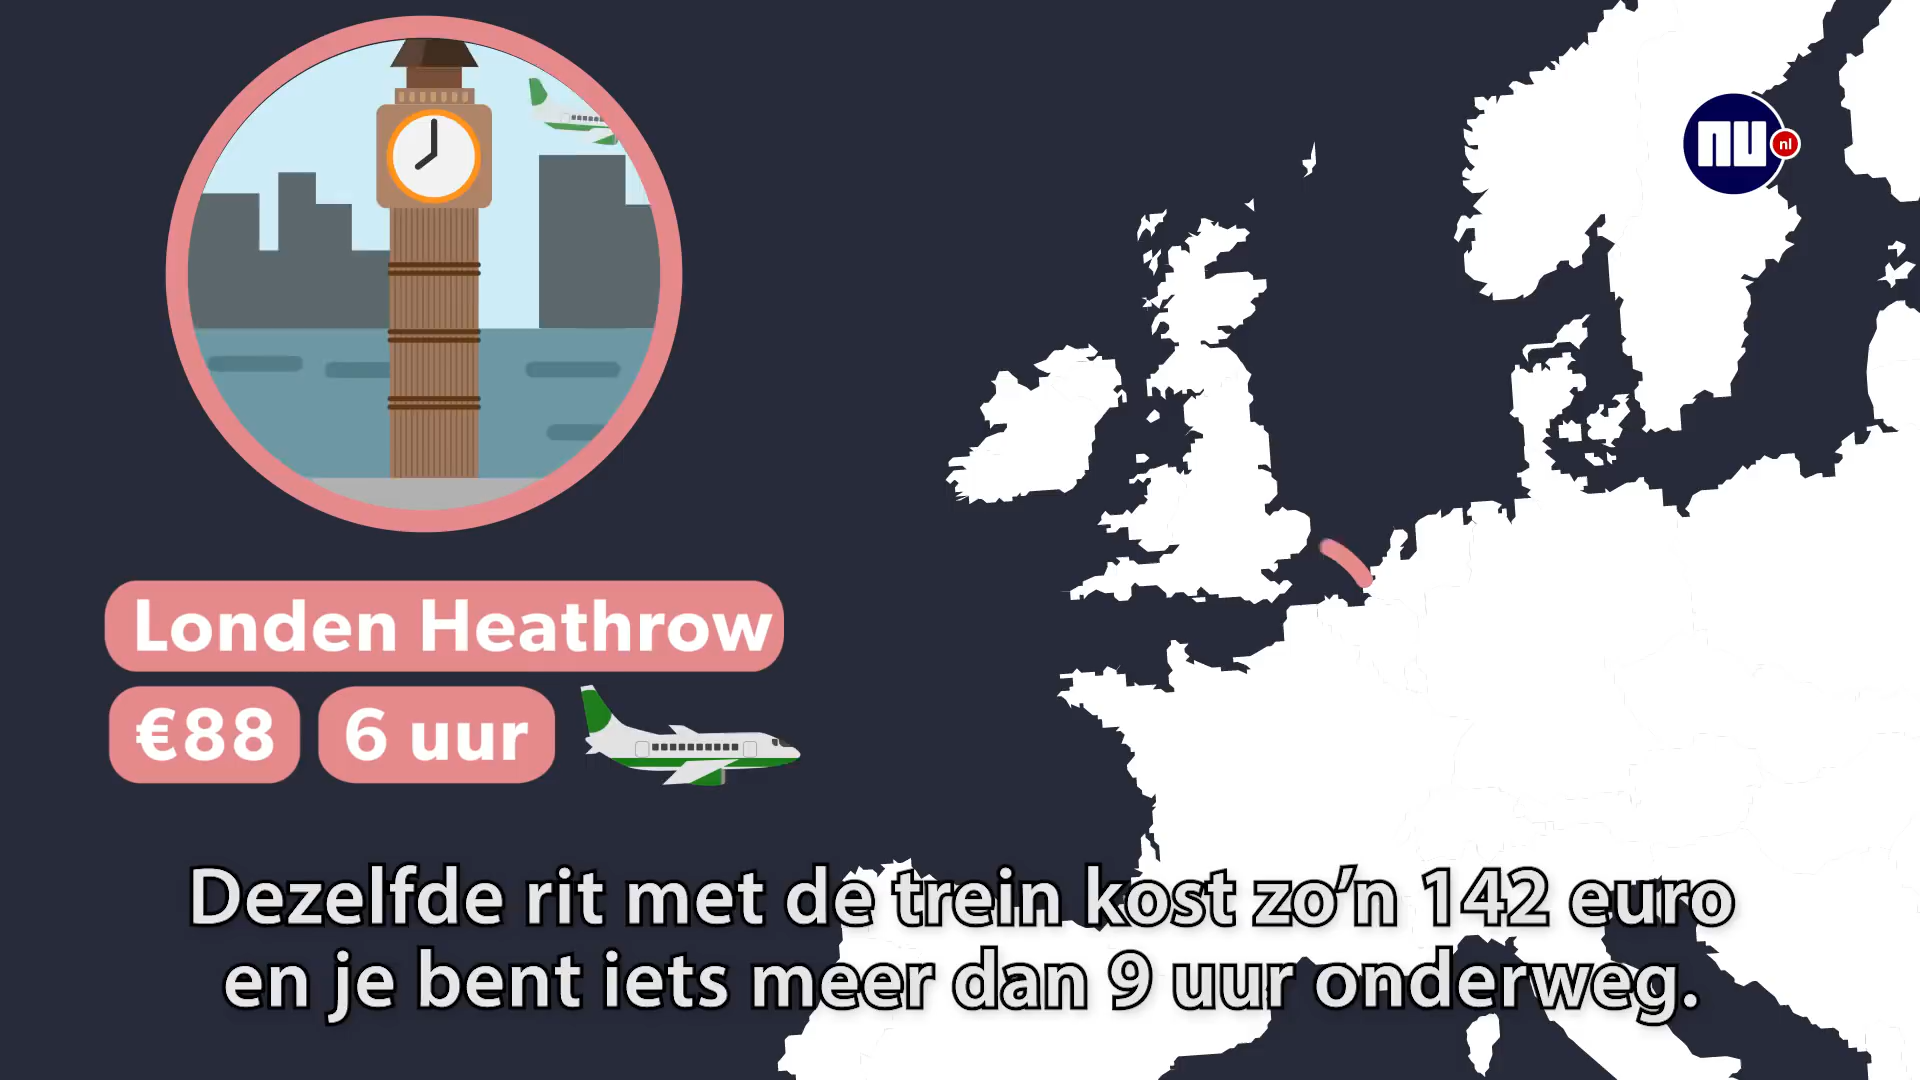 nu
nl
Londen Heathrow
€88
6 uur
Dezelfde rit met de trein kost zo’n 142 euro
en je bent iets meer dan 9 uur onderweg.